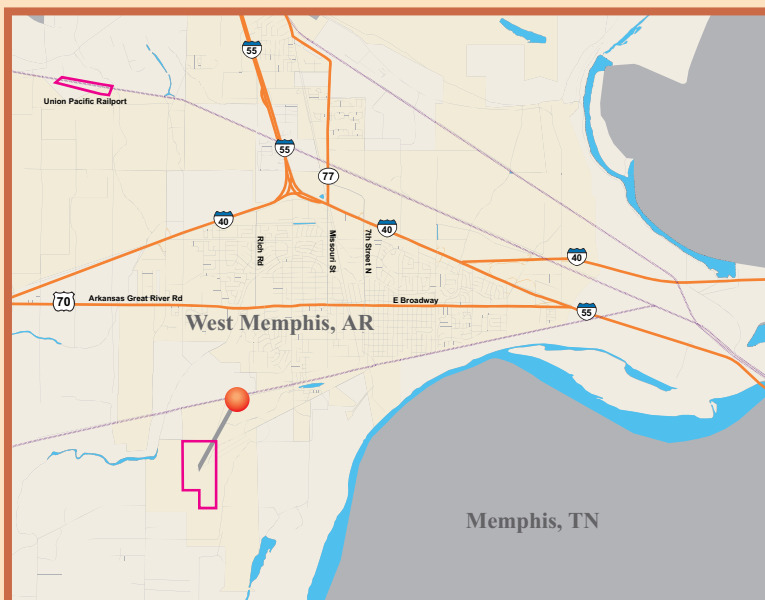 55
Union Pacific Railport
55
77
40
40
Rich Rd
Missouri St
7th Street N
40
70
Arkansas Great River Rd
E Broadway
55
West Memphis, AR
Memphis, TN